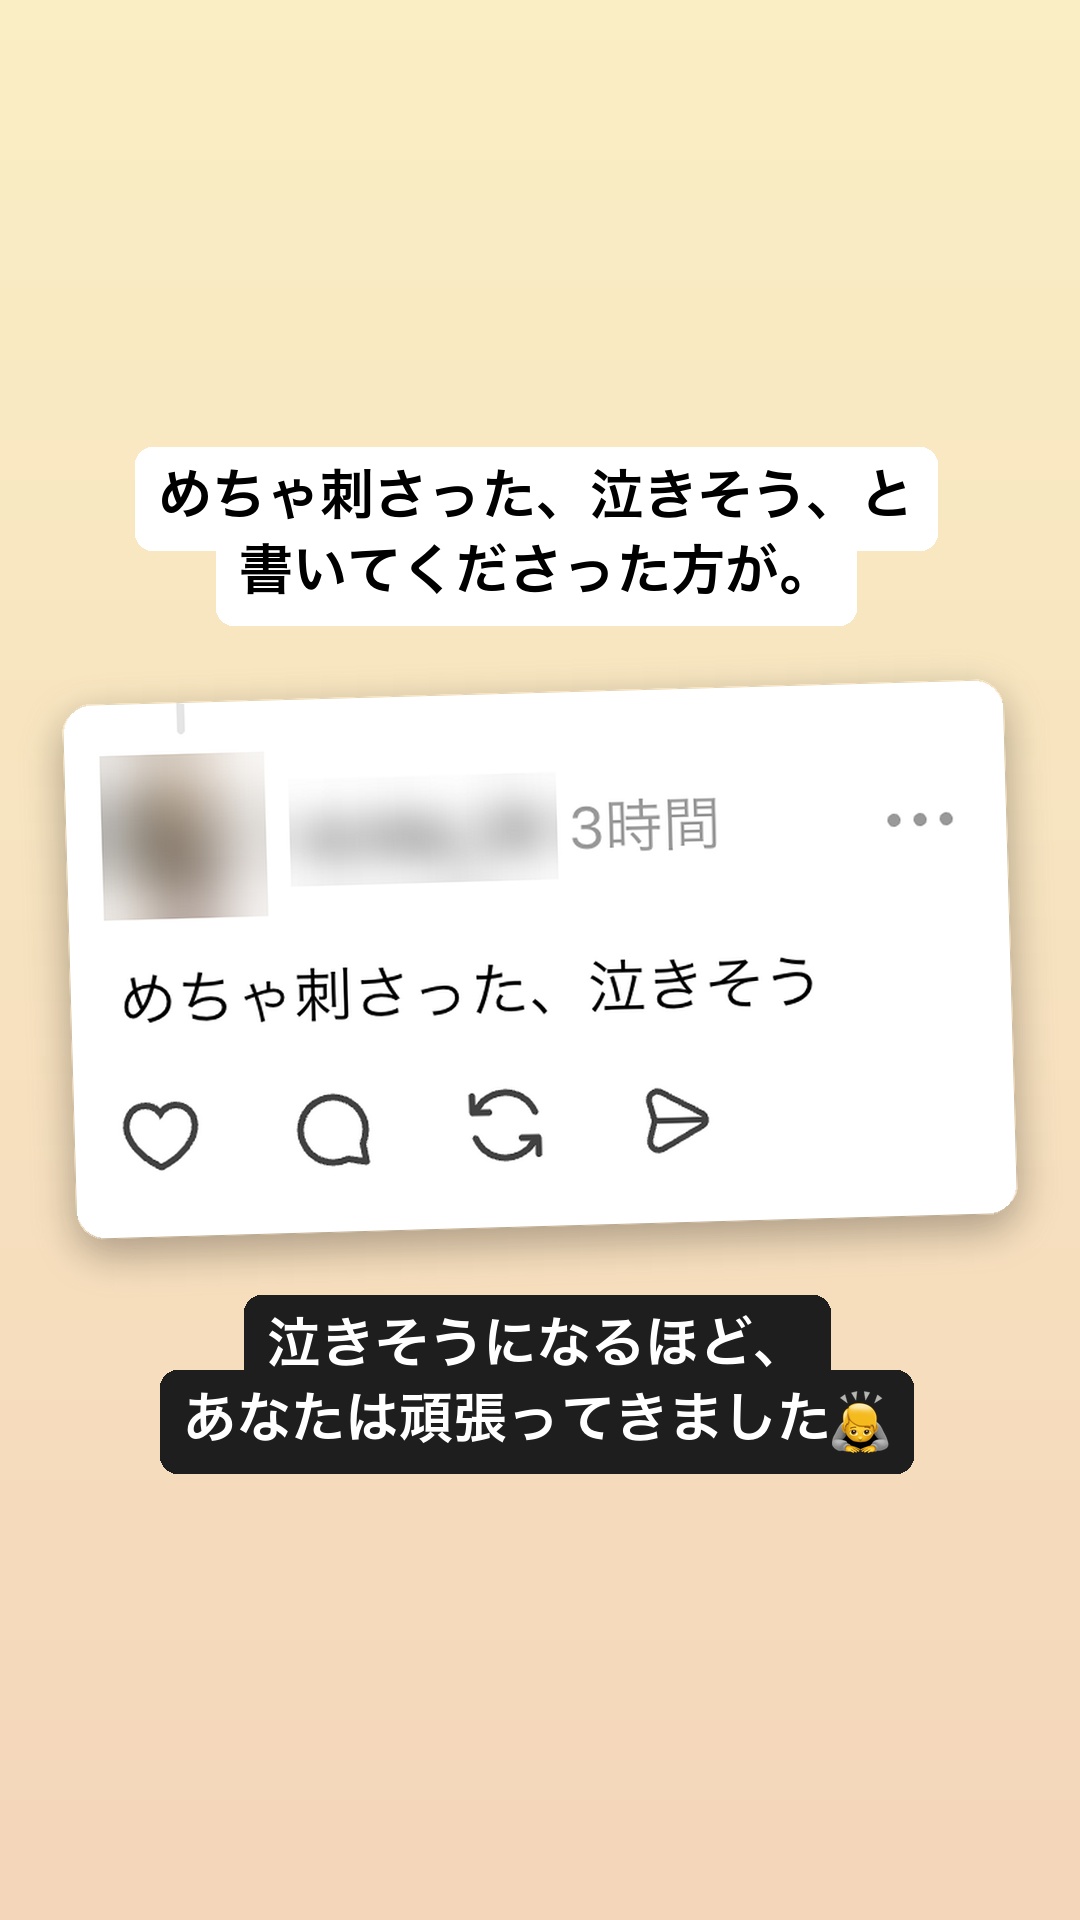 めちゃ刺さった、泣きそう、と
書いてくださった方が。
3時間
めちゃ刺さった、泣きそう
泣きそうになるほど、
あなたは頑張ってきました🙇